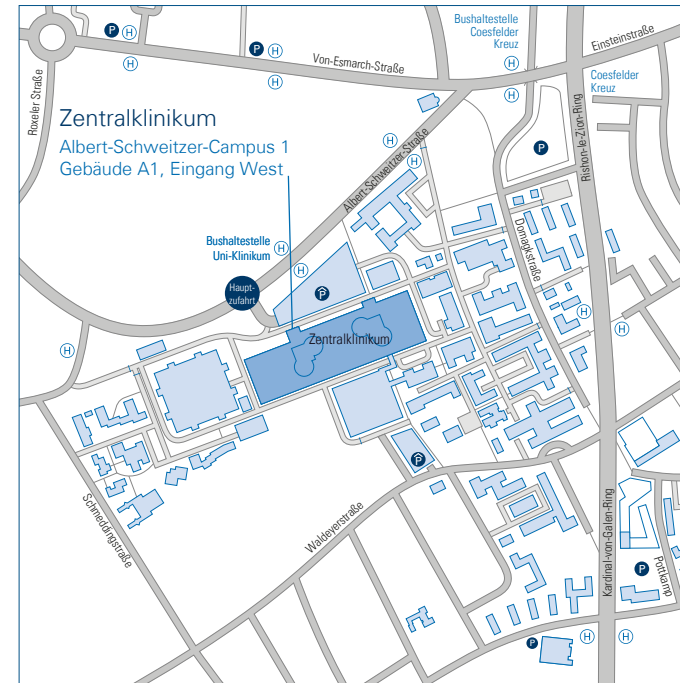 P
H
H
P
H
H
Von-Esmarch-Straße
Bushaltestelle
Coesfelder
Kreuz
H
H
Einsteinstraße
Coesfelder
Kreuz
H
Roxeler Straße
Zentralklinikum
Albert-Schweitzer-Campus 1
Gebäude A1, Eingang West
Albert-Schweitzer-Straße
H
H
P
Rishon-le-Zion-Ring
Domagkstraße
Bushaltestelle
Uni-Klinikum
H
H
Haupt-
zufahrt
P
Zentralklinikum
H
H
H
P
Schmeddingstraße
Waldeyerstraße
Kardinal-von-Galen-Ring
P
Pottkamp
P
H
H